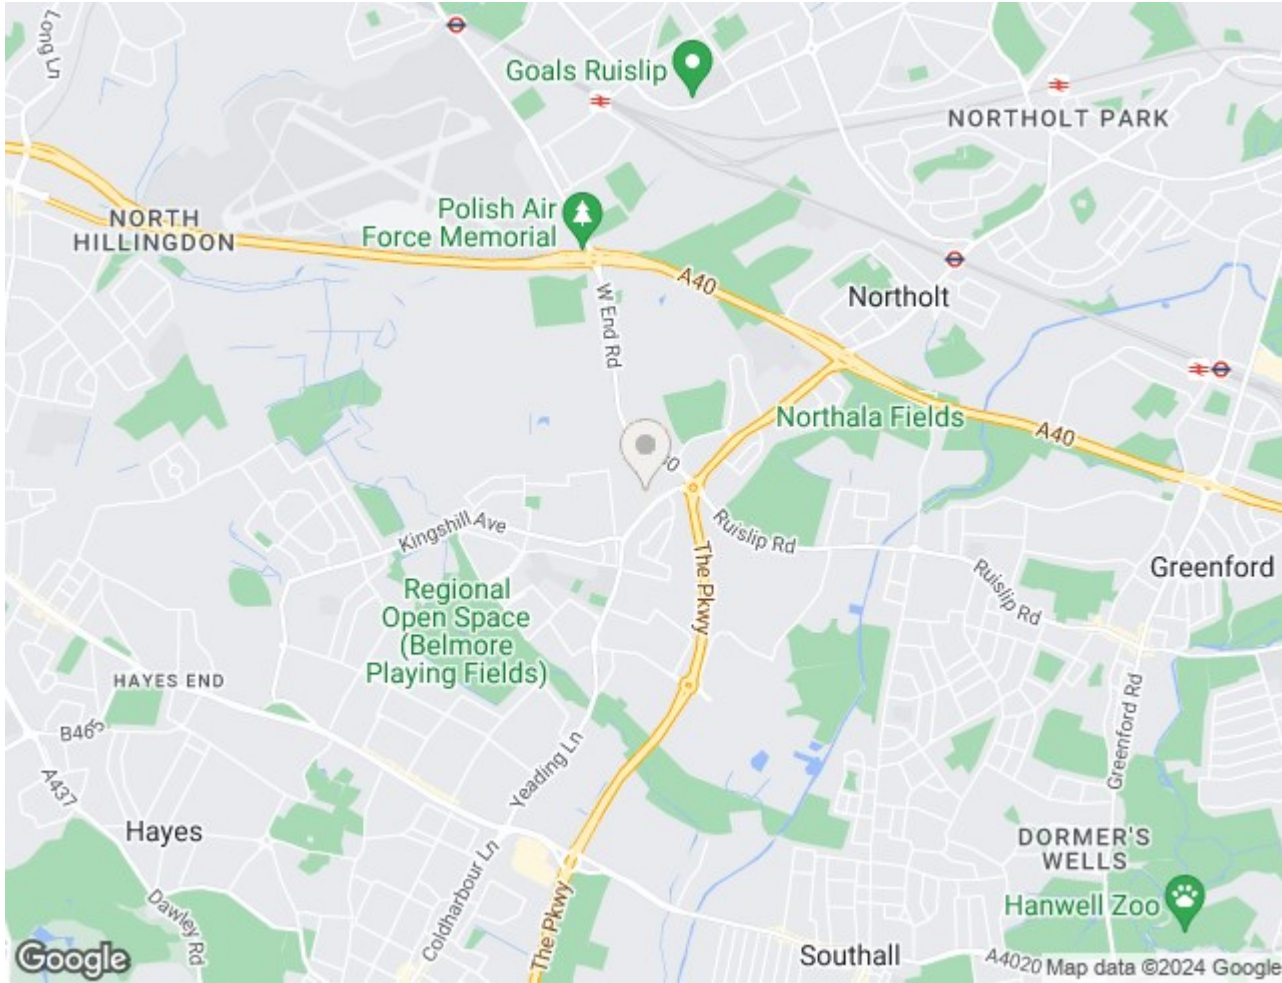 Long Ln
Goals Ruislip
NORTHOLT PARK
Polish Air
Force Memorial
NORTH
HILLINGDON
A40
W End Rd
Northolt
Northala Fields
A40
Kingshill Ave
Ruislip Rd
The Pkwy
Ruislip Rd
Greenford
Regional
Open Space
(Belmore
Playing Fields)
HAYES END
B465
A437
Yeading Ln
Greenford Rd
Hayes
DORMER'S
WELLS
Coldharbour Ln
Dawley Rd
The Pkwy
Hanwell Zoo
Southall
A4020
Google
Map data ©2024 Google